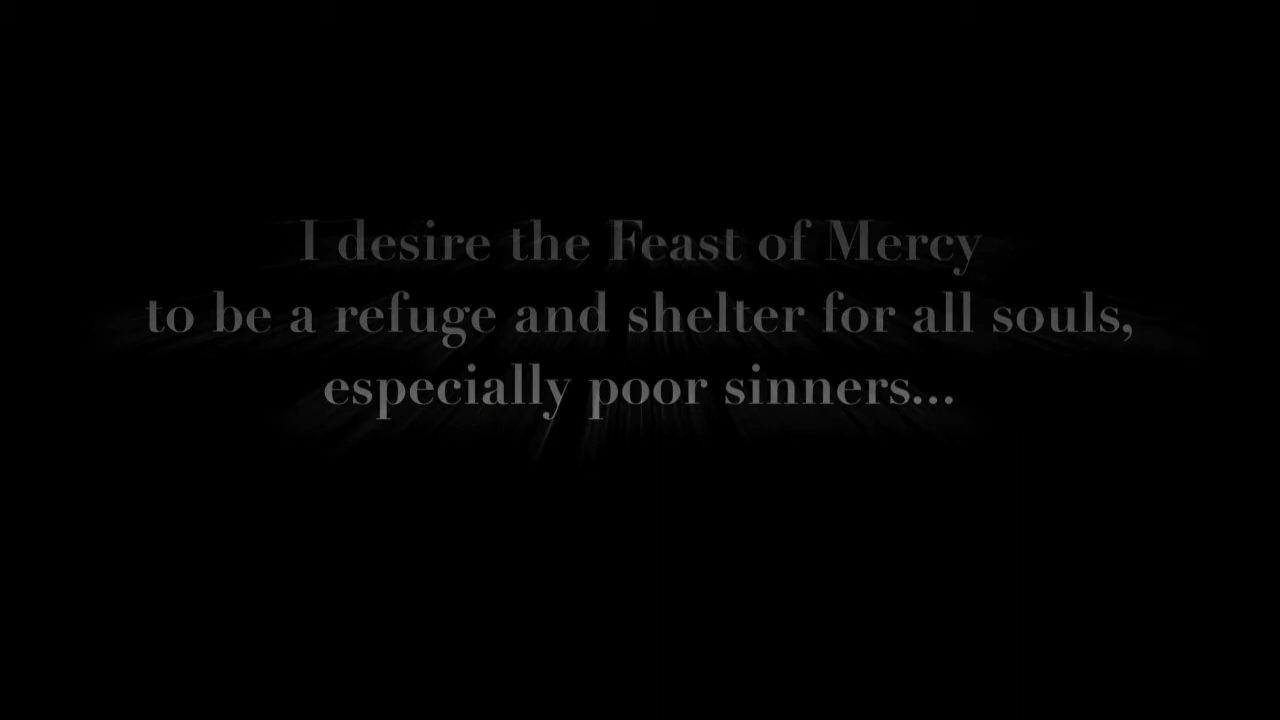 I desire the Feast of Mercy
to be a refuge and shelter for all souls,
especially poor sinners...